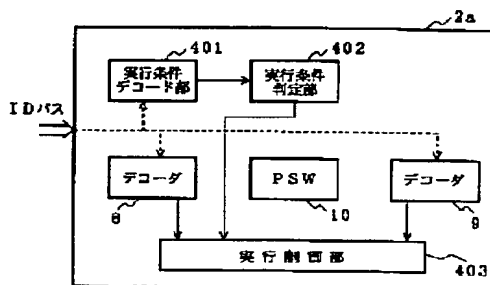 2a
401
402
実行条件
デコード部
実行条件
判定部
IDバス
デコーダ
PSW
デコーダ
8
10
9
実行制御部
403